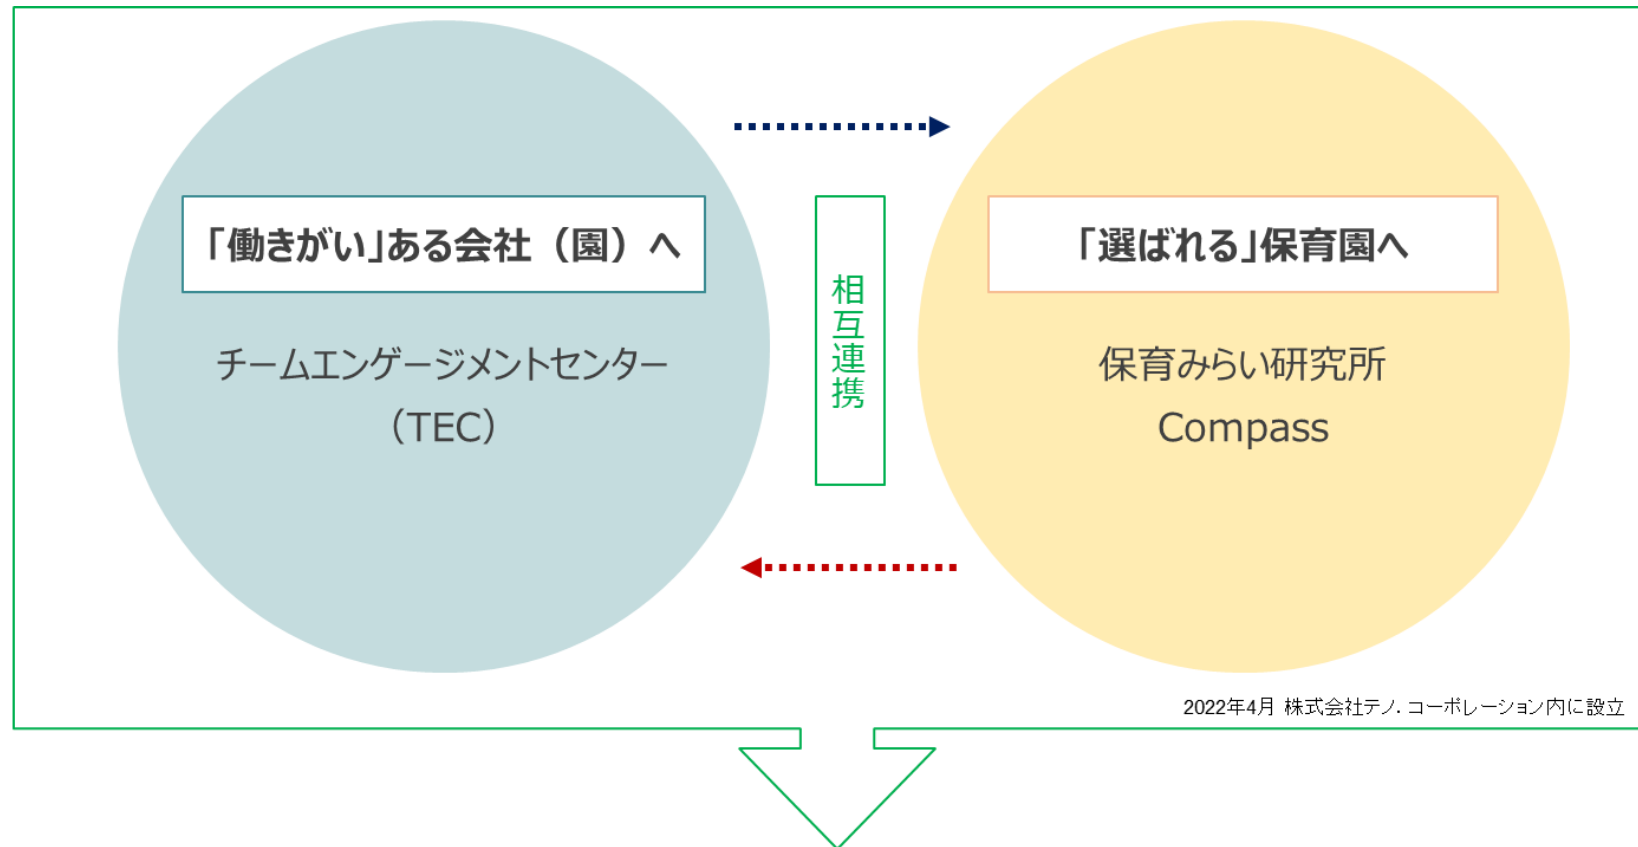 「働きがい」ある会社（園）へ
チームエンゲージメントセンター
（TEC）
相互連携
「選ばれる」保育園へ
保育みらい研究所
Compass
2022年4月 株式会社テノ. コーポレーション内に設立